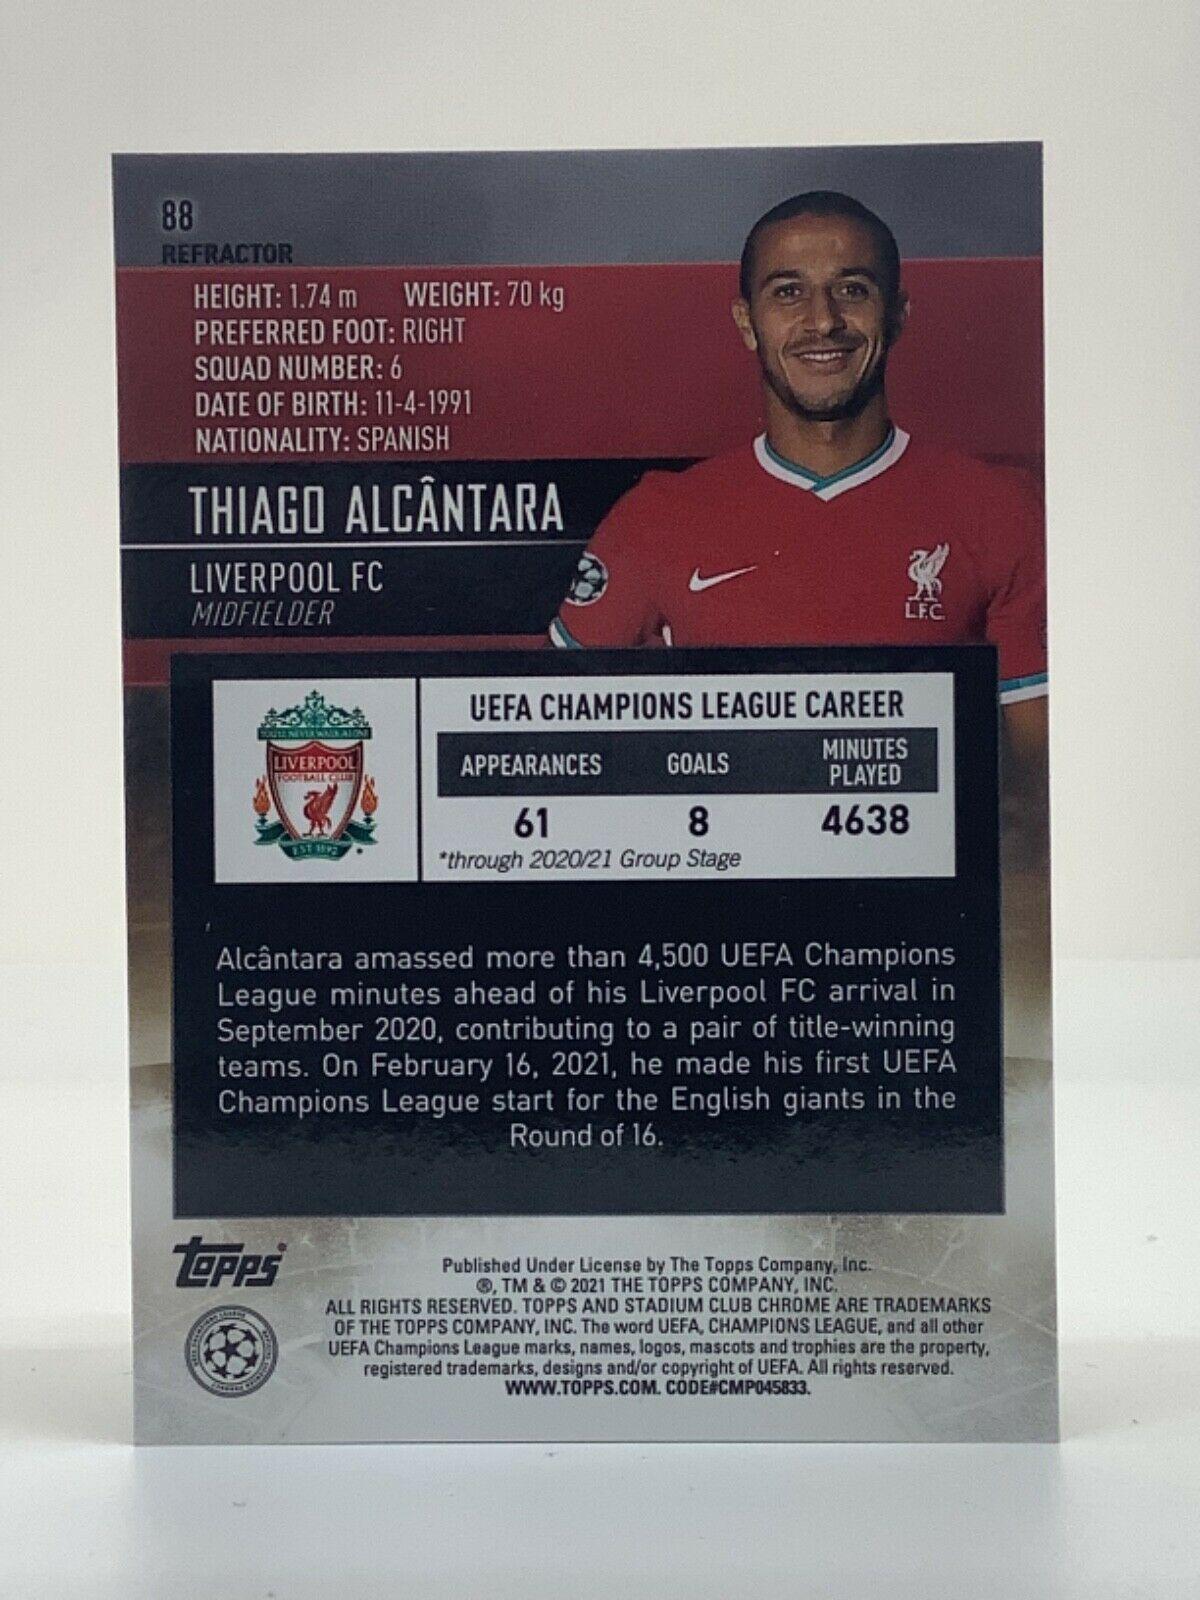 88
REFRACTOR
HEIGHT: 1.74 m WEIGHT: 70 kg
PREFERRED FOOT: RIGHT
SQUAD NUMBER: 6
DATE OF BIRTH: 11-4-1991
NATIONALITY: SPANISH
THIAGO ALCÂNTARA
LIVERPOOL FC
MIDFIELDER
L.F.C.
YOU'LL NEVER WALK ALONE
LIVERPOOL
FOOTBALL CLUB
EST 1892
UEFA CHAMPIONS LEAGUE CAREER
APPEARANCES GOALS MINUTES PLAYED
61 8 4638
*through 2020/21 Group Stage
Alcântara amassed more than 4,500 UEFA Champions
League minutes ahead of his Liverpool FC arrival in
September 2020, contributing to a pair of title-winning
teams. On February 16, 2021, he made his first UEFA
Champions League start for the English giants in the
Round of 16.
topps
Published Under License by The Topps Company, Inc.
®, TM & © 2021 THE TOPPS COMPANY, INC.
ALL RIGHTS RESERVED. TOPPS AND STADIUM CLUB CHROME ARE TRADEMARKS
OF THE TOPPS COMPANY, INC. The word UEFA, CHAMPIONS LEAGUE, and all other
UEFA Champions League marks, names, logos, mascots and trophies are the property,
registered trademarks, designs and/or copyright of UEFA. All rights reserved.
WWW.TOPPS.COM. CODE#CMP045833.